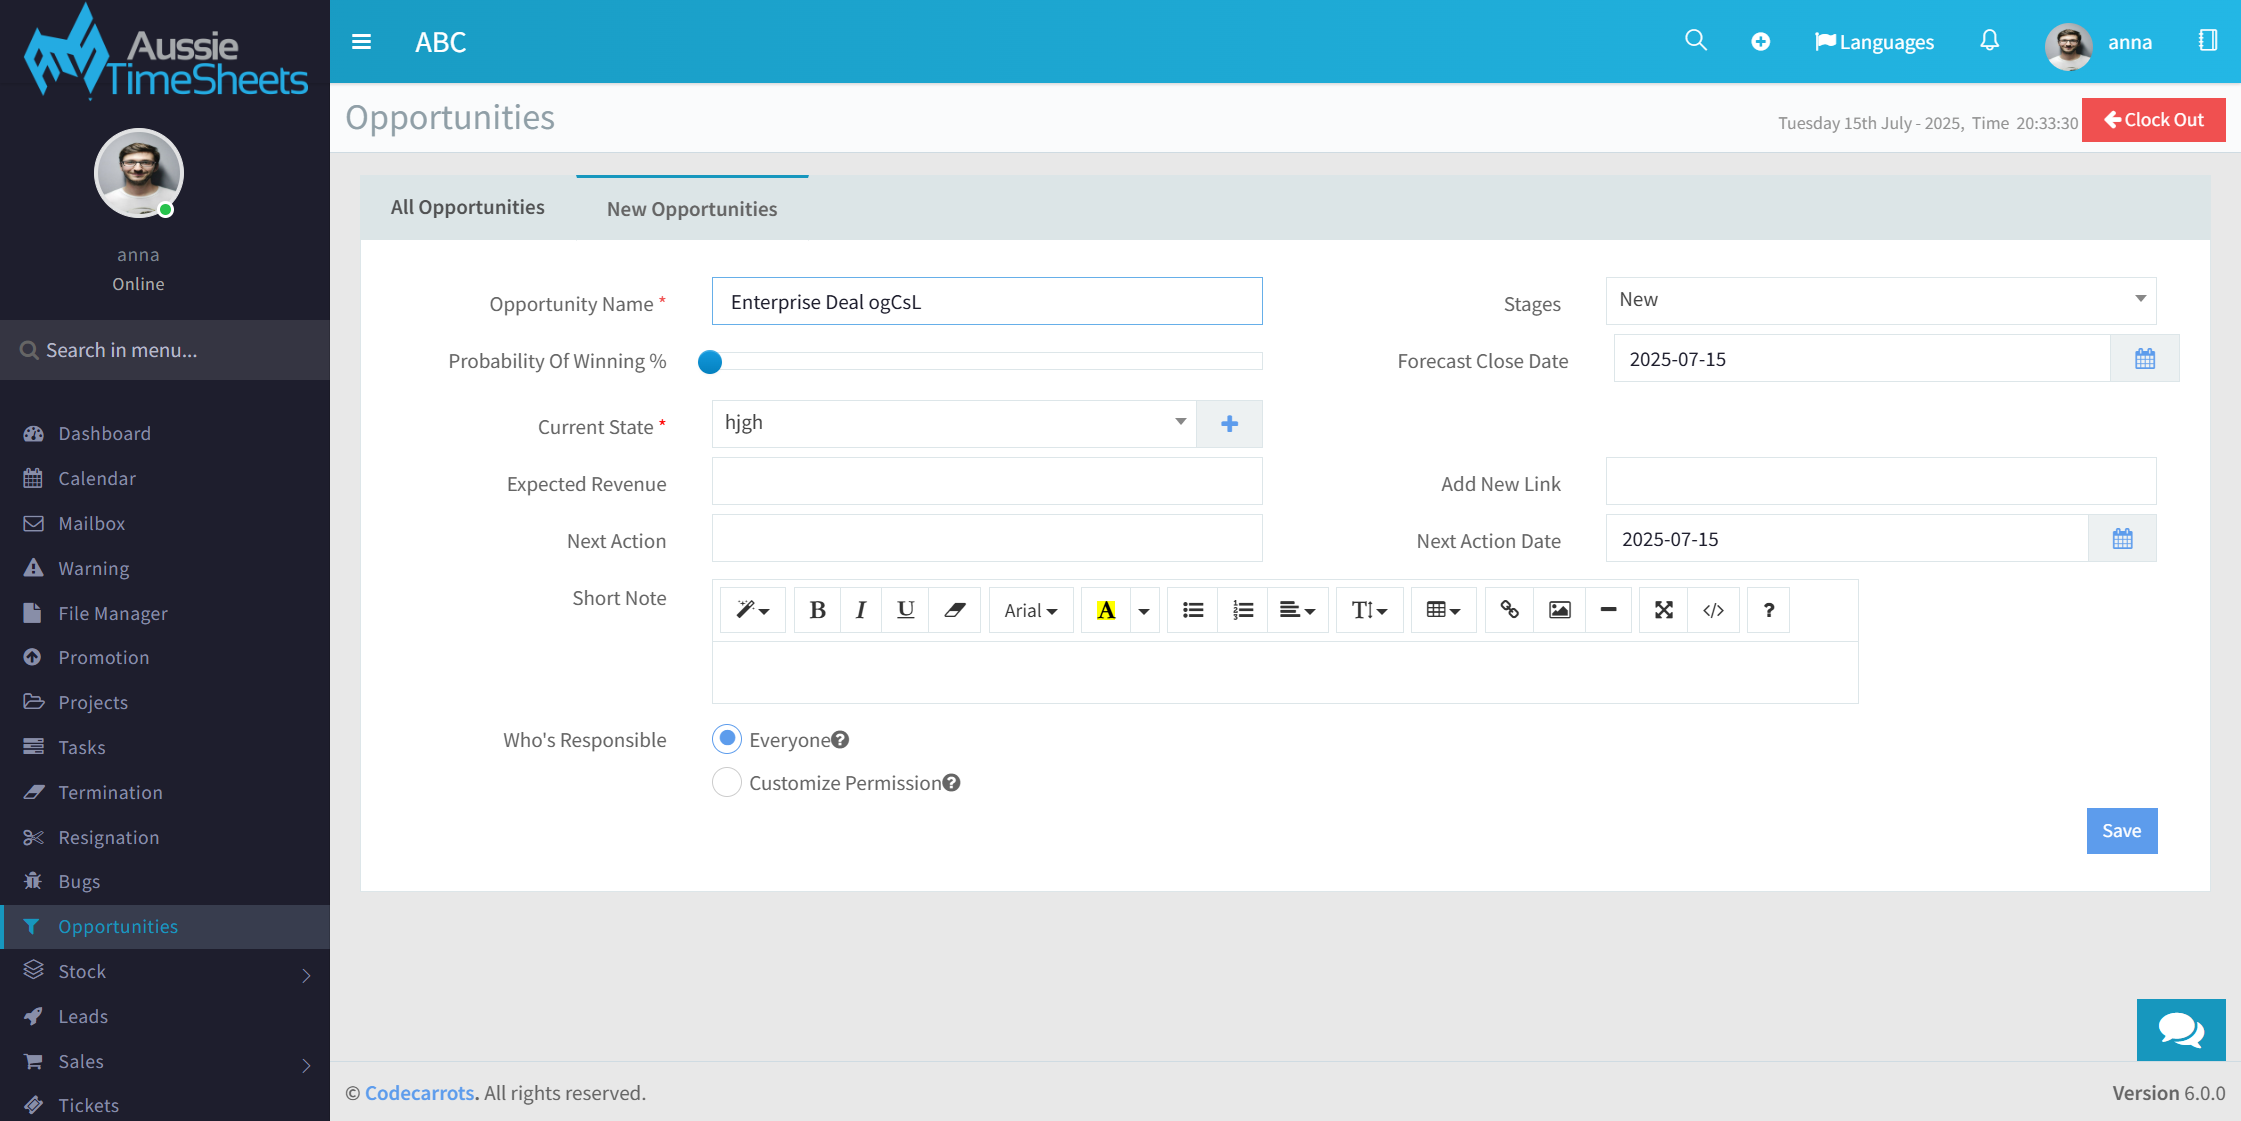 Aussie
TimeSheets
ABC
Languages
anna
Opportunities
Tuesday 15th July - 2025, Time 20:33:30
Clock Out
anna
Online
Search in menu...
Dashboard
Calendar
Mailbox
Warning
File Manager
Promotion
Projects
Tasks
Termination
Resignation
Bugs
Opportunities
Stock
Leads
Sales
Tickets
All Opportunities
New Opportunities
Opportunity Name *
Enterprise Deal ogCsL
Stages
New
Probability Of Winning %
Forecast Close Date
2025-07-15
Current State *
hjgh
Expected Revenue
Add New Link
Next Action
Next Action Date
2025-07-15
Short Note
B I U Arial A T </> ?
Who's Responsible
Everyone
Customize Permission
Save
© Codecarrots. All rights reserved.
Version 6.0.0